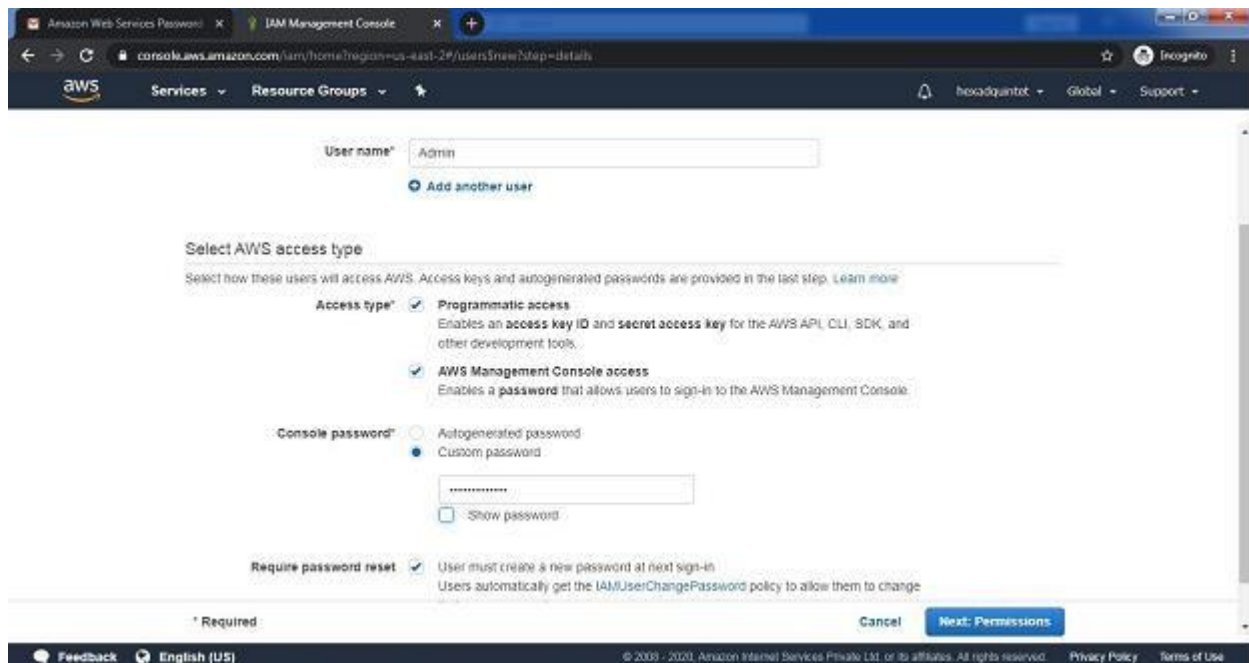 Amazon Web Services Password
IAM Management Console
console.aws.amazon.com/iam/home?region=us-east-2#/users$new?step=details
Incognito
aws
Services
Resource Groups
hexadquintet
Global
Support
User name*
Admin
Add another user
Select AWS access type
Select how these users will access AWS. Access keys and autogenerated passwords are provided in the last step. Learn more
Access type*
Programmatic access
Enables an access key ID and secret access key for the AWS API, CLI, SDK, and
other development tools.
AWS Management Console access
Enables a password that allows users to sign-in to the AWS Management Console.
Console password*
Autogenerated password
Custom password
Show password
Require password reset
User must create a new password at next sign-in
Users automatically get the IAMUserChangePassword policy to allow them to change
* Required
Cancel
Next: Permissions
Feedback
English (US)
© 2008 - 2020, Amazon Internet Services Private Ltd. or its affiliates. All rights reserved.
Privacy Policy
Terms of Use